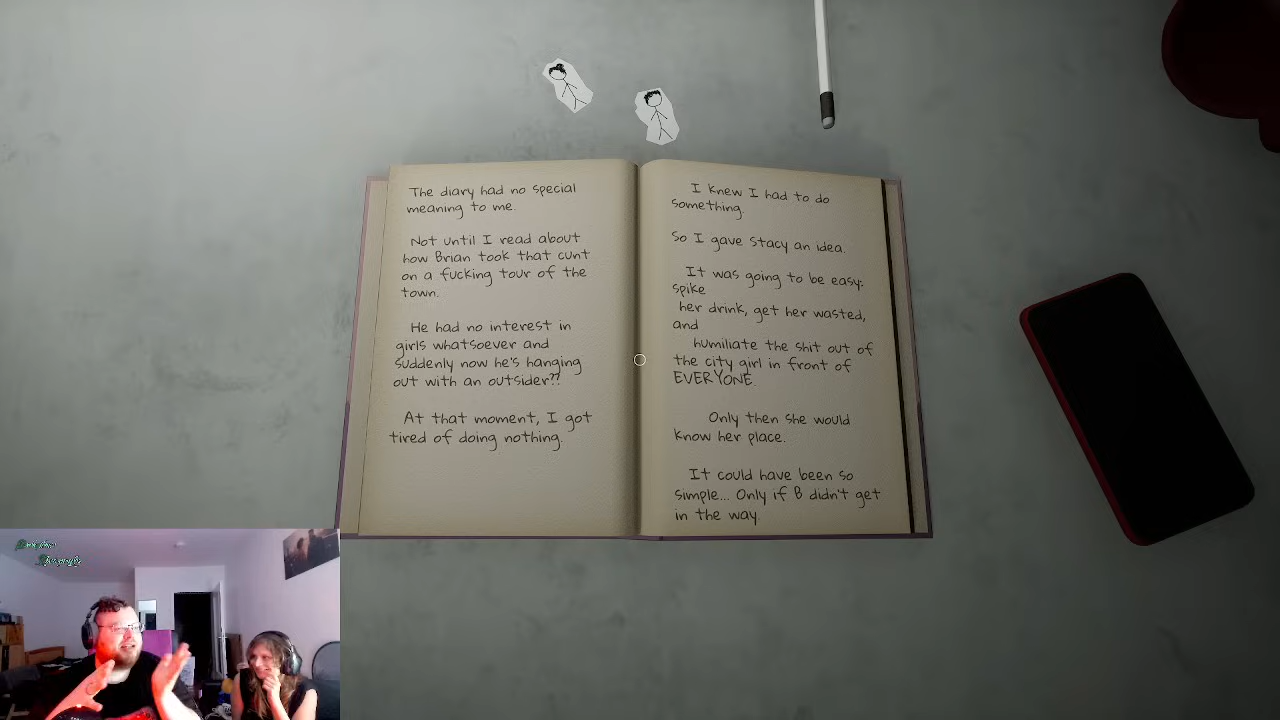 The diary had no special
meaning to me.
Not until I read about
how Brian took that cunt
on a fucking tour of the
town.
He had no interest in
girls whatsoever and
suddenly now he's hanging
out with an outsider??
At that moment, I got
tired of doing nothing.
I knew I had to do
something.
So I gave Stacy an idea.
It was going to be easy:
spike
her drink, get her wasted,
and
humiliate the shit out of
the city girl in front of
EVERYONE.
Only then she would
know her place.
It could have been so
simple... Only if B didn't get
in the way.